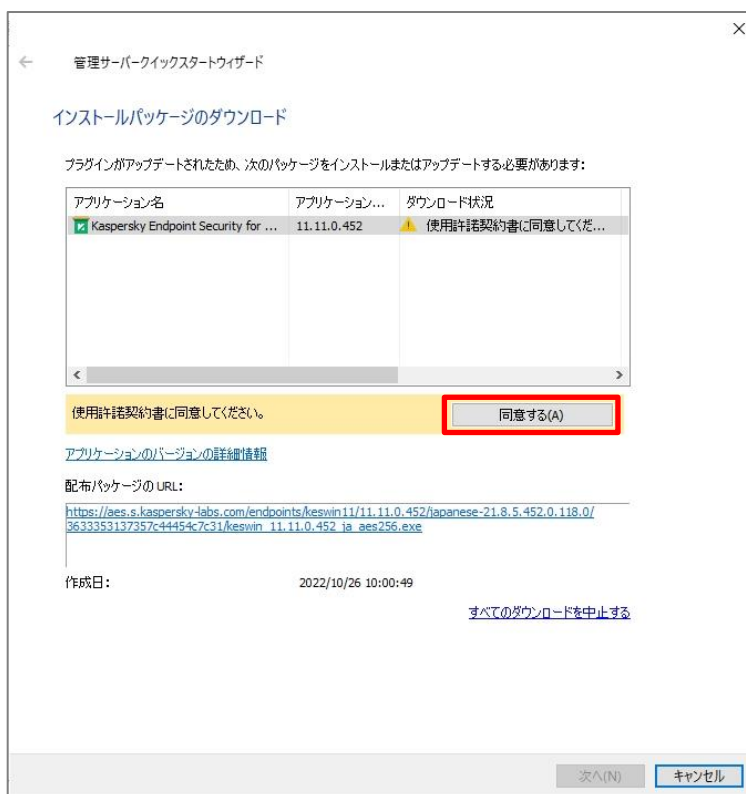 管理サーバークイックスタートウィザード
インストールパッケージのダウンロード
プラグインがアップデートされたため、次のパッケージをインストールまたはアップデートする必要があります:
アプリケーション名 アプリケーション... ダウンロード状況
Kaspersky Endpoint Security for ... 11.11.0.452 使用許諾契約書に同意してくだ...
使用許諾契約書に同意してください。 同意する(A)
アプリケーションのバージョンの詳細情報
配布パッケージの URL:
https://aes.s.kaspersky-labs.com/endpoints/keswin11/11.11.0.452/japanese-21.8.5.452.0.118.0/
3633353137357c44454c7c31/keswin_11.11.0.452_ja_aes256.exe
作成日: 2022/10/26 10:00:49
すべてのダウンロードを中止する
次へ(N) キャンセル